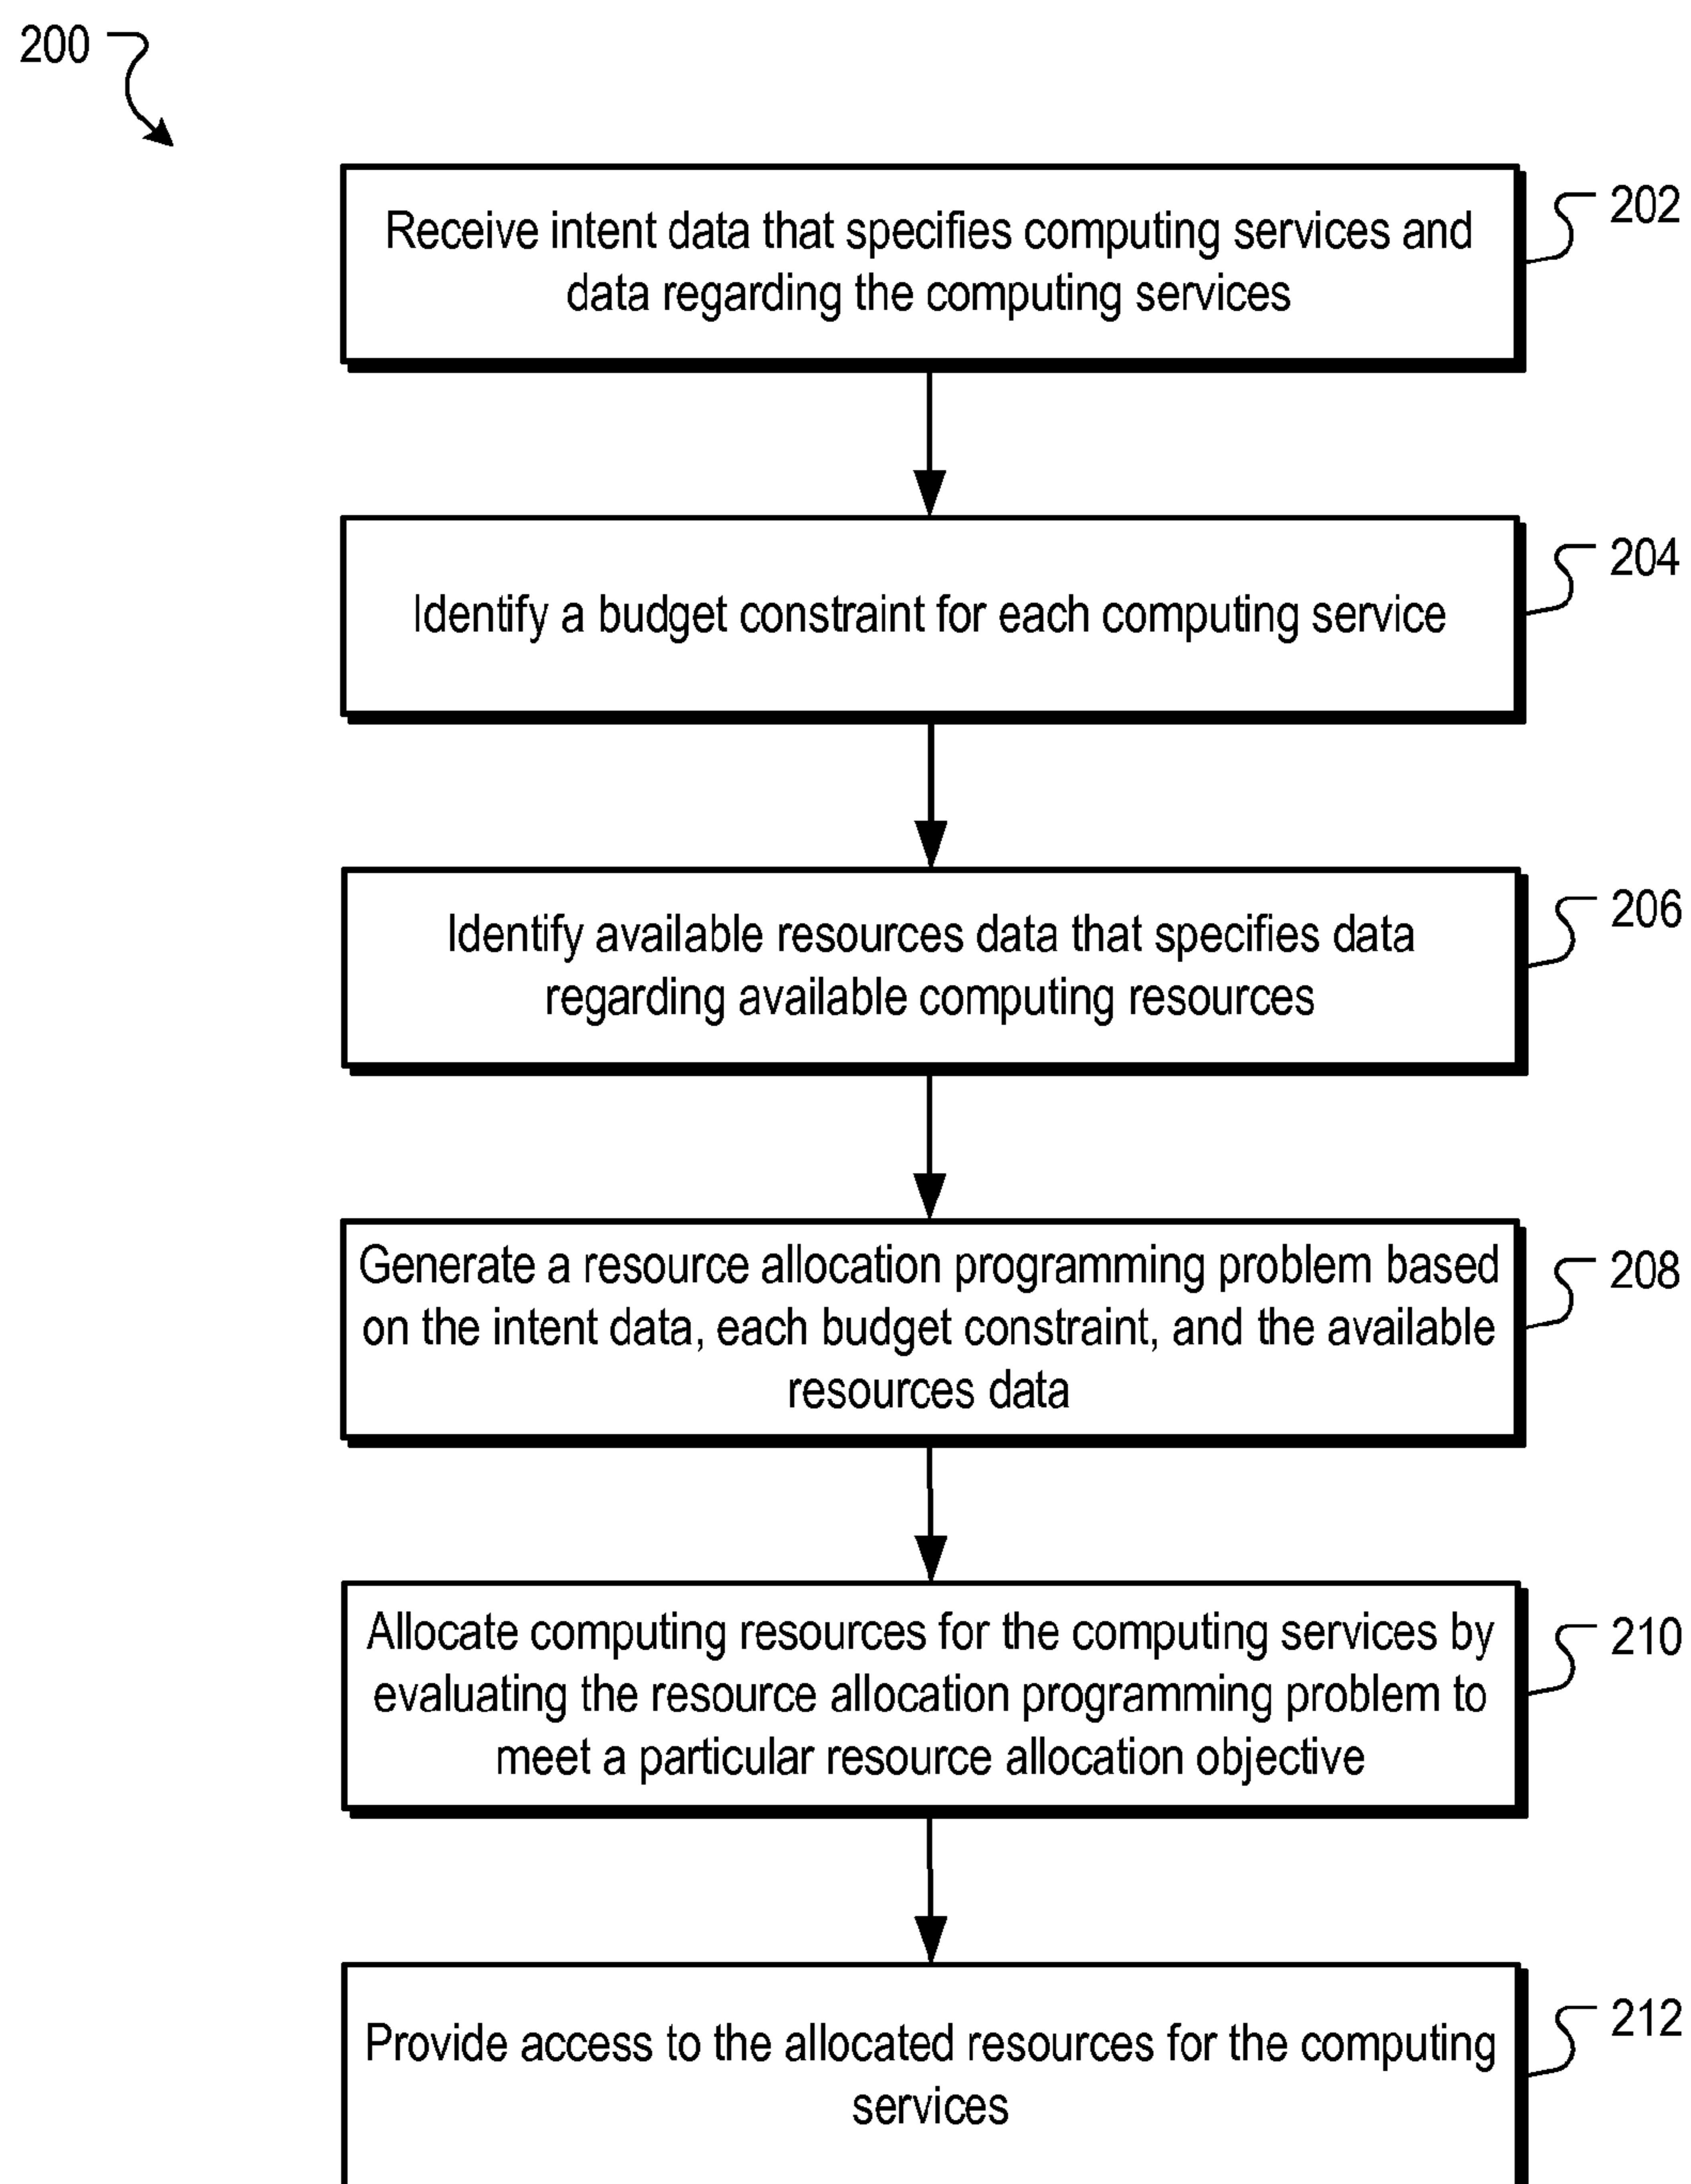 200
Receive intent data that specifies computing services and
data regarding the computing services
202
Identify a budget constraint for each computing service
204
Identify available resources data that specifies data
regarding available computing resources
206
Generate a resource allocation programming problem based
on the intent data, each budget constraint, and the available
resources data
208
Allocate computing resources for the computing services by
evaluating the resource allocation programming problem to
meet a particular resource allocation objective
210
Provide access to the allocated resources for the computing
services
212